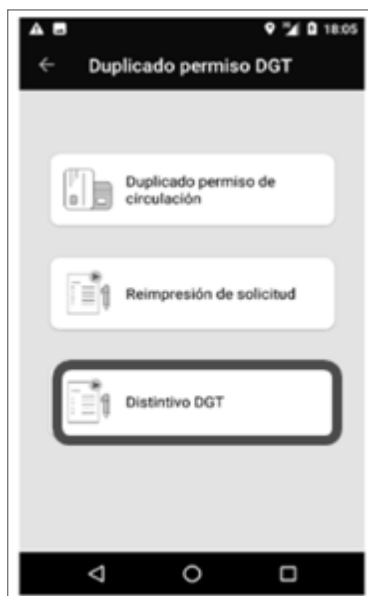 18:05
Duplicado permiso DGT
Duplicado permiso de
circulación
Reimpresión de solicitud
Distintivo DGT